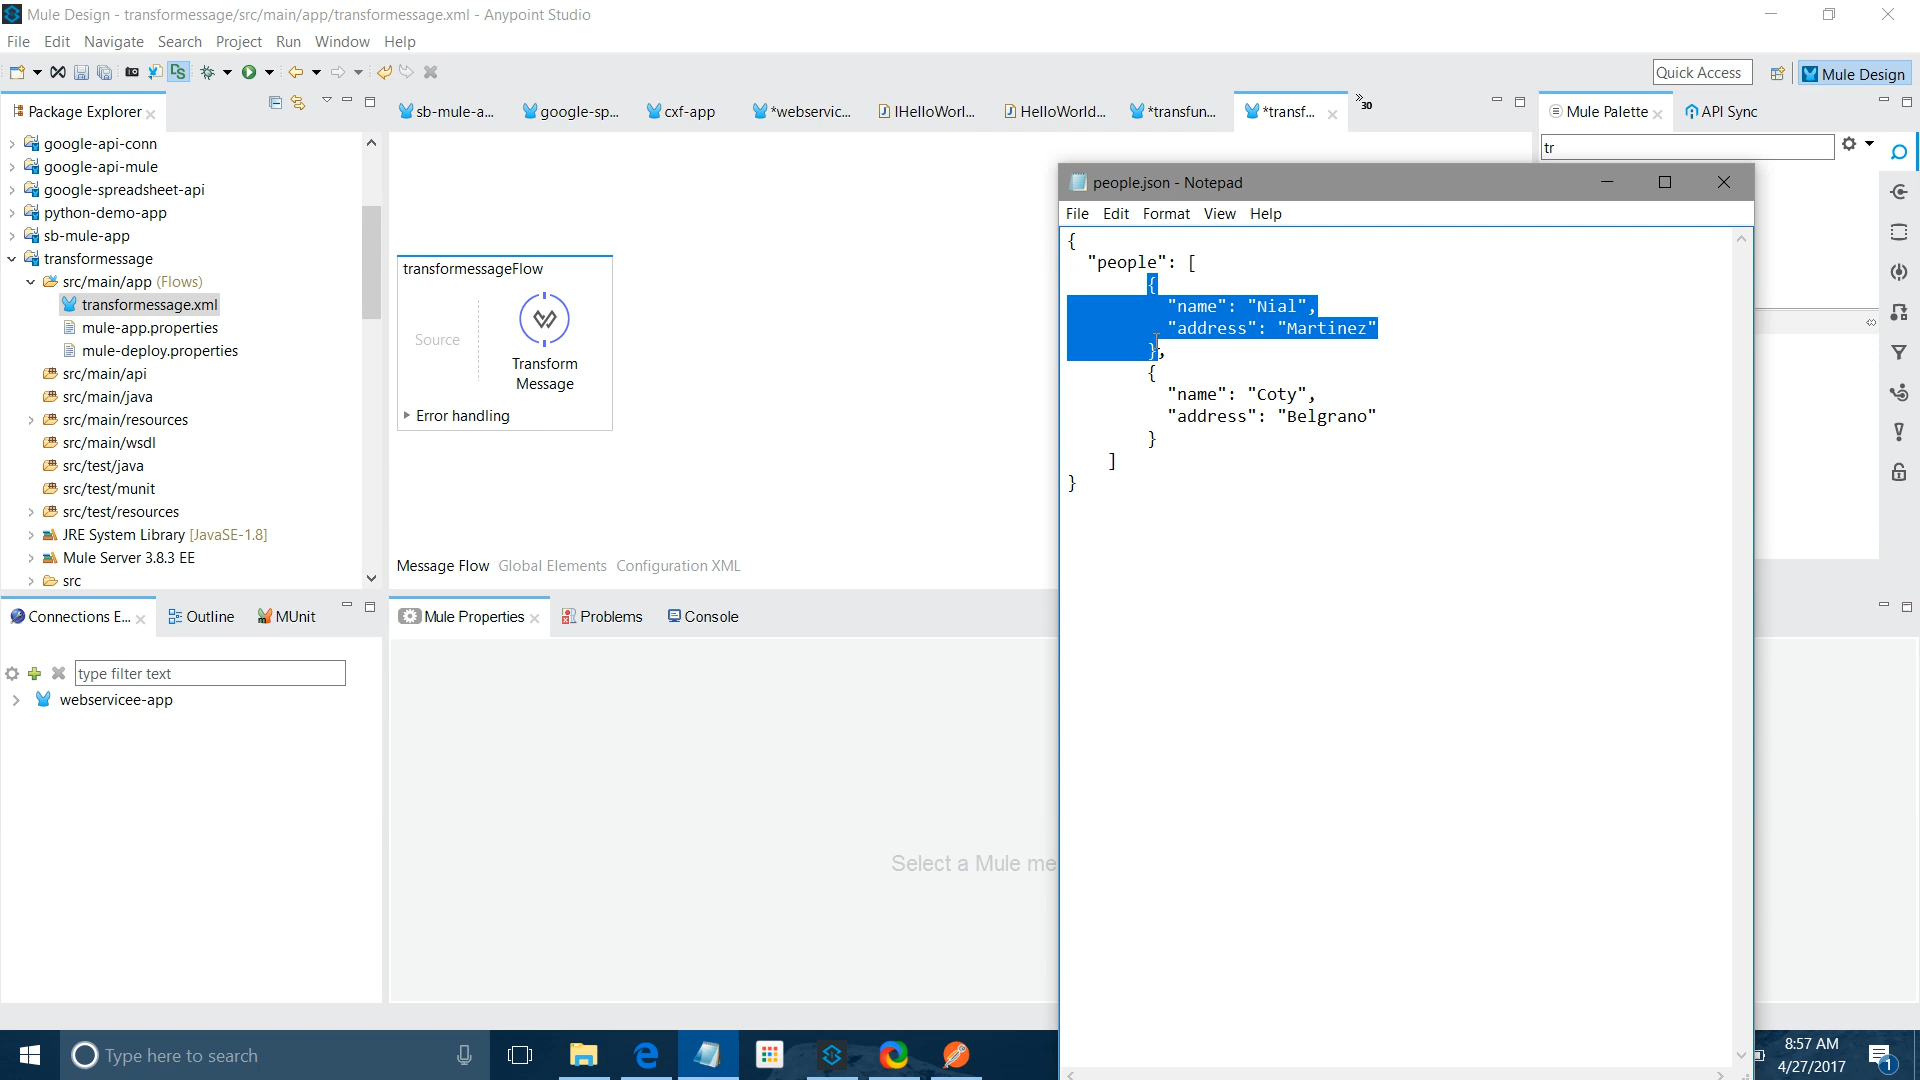 Mule Design - transformessage/src/main/app/transformessage.xml - Anypoint Studio
File Edit Navigate Search Project Run Window Help
Quick Access
Mule Design
Package Explorer
sb-mule-a...
google-sp...
cxf-app
*webservic...
IHelloWorl...
HelloWorld...
*transfun...
*transf...
30
Mule Palette
API Sync
tr
google-api-conn
google-api-mule
google-spreadsheet-api
python-demo-app
sb-mule-app
transformessage
src/main/app (Flows)
transformessage.xml
mule-app.properties
mule-deploy.properties
src/main/api
src/main/java
src/main/resources
src/main/wsdl
src/test/java
src/test/munit
src/test/resources
JRE System Library [JavaSE-1.8]
Mule Server 3.8.3 EE
src
transformessageFlow
Source
Transform
Message
Error handling
Message Flow Global Elements Configuration XML
people.json - Notepad
File Edit Format View Help
{
"people": [
{
"name": "Nial",
"address": "Martinez"
},
{
"name": "Coty",
"address": "Belgrano"
}
]
}
Connections E...
Outline
MUnit
type filter text
webservicee-app
Mule Properties
Problems
Console
Select a Mule me
Type here to search
8:57 AM
4/27/2017
1